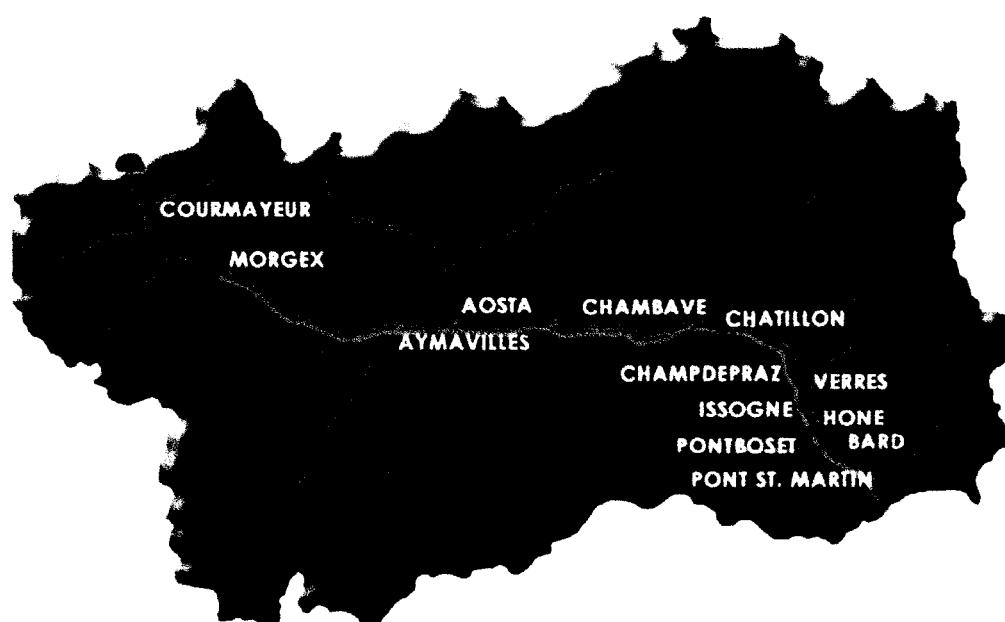 COURMAYEUR
MORGEX
AOSTA
CHAMBAVE
CHATILLON
AYMAVILLES
CHAMPDEPRAZ
VERRES
ISSOGNE
HONE
BARD
PONTBOSET
PONT ST. MARTIN